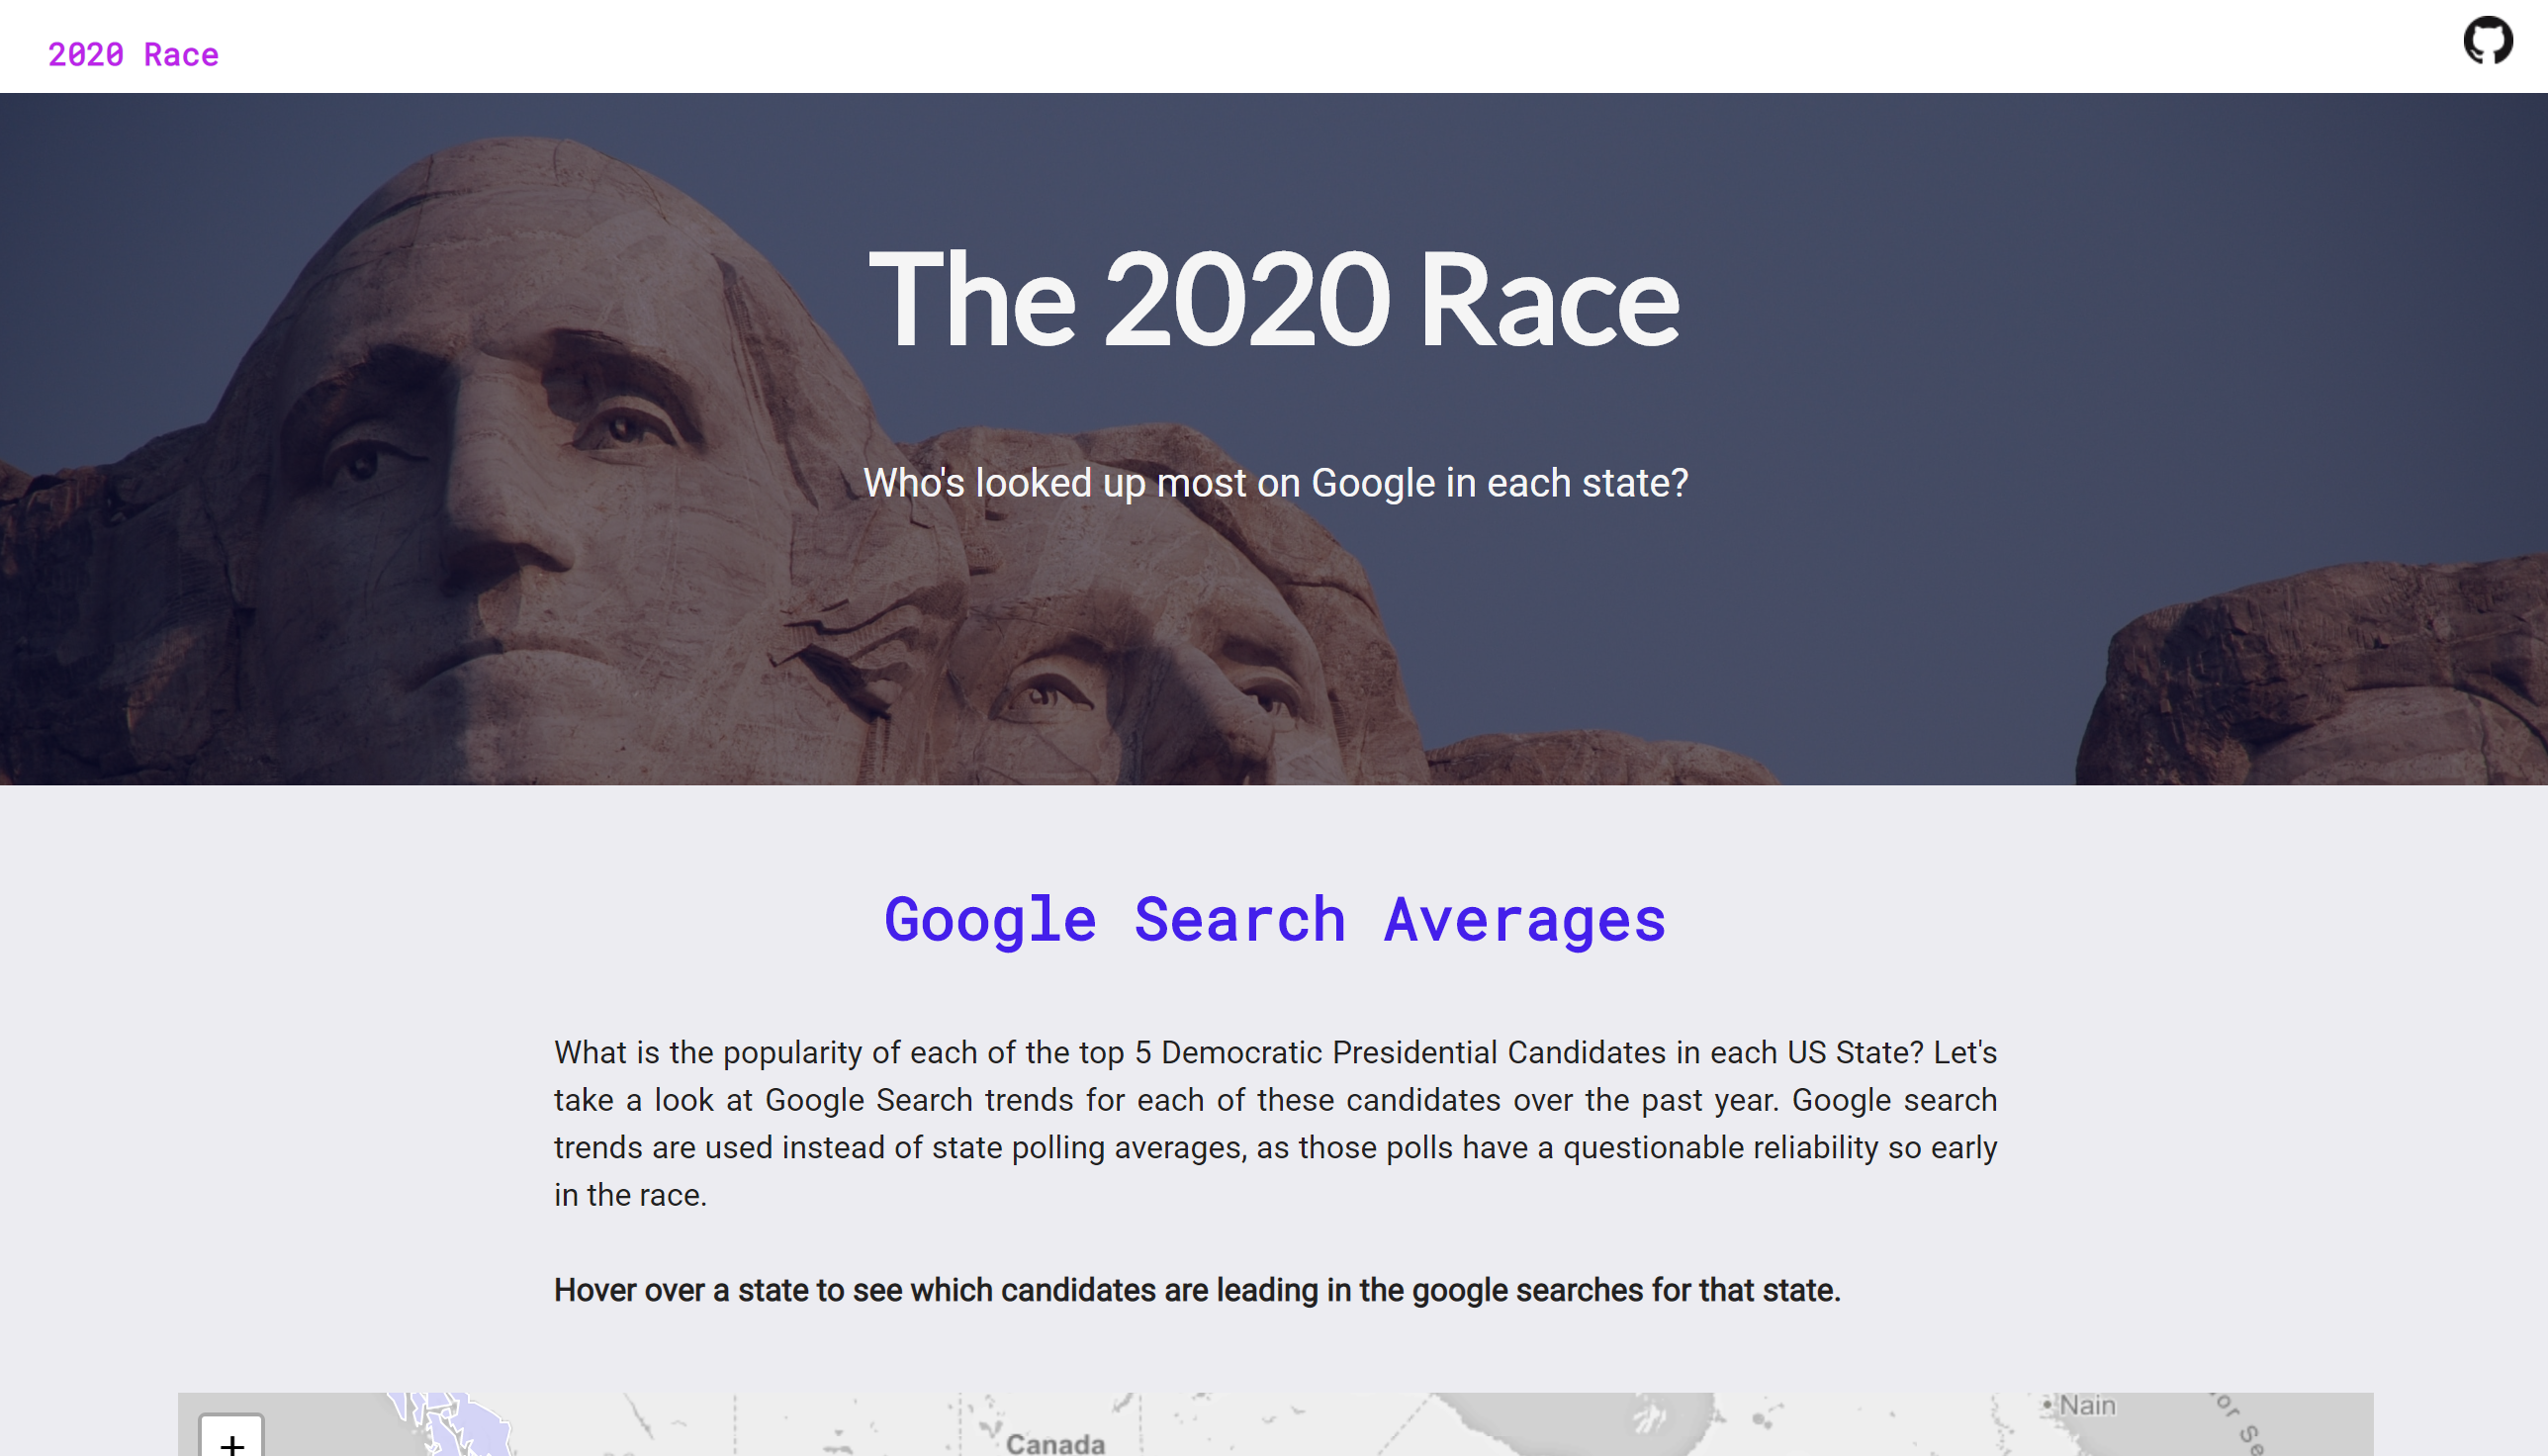 2020 Race
The 2020 Race
Who's looked up most on Google in each state?
Google Search Averages
What is the popularity of each of the top 5 Democratic Presidential Candidates in each US State? Let's
take a look at Google Search trends for each of these candidates over the past year. Google search
trends are used instead of state polling averages, as those polls have a questionable reliability so early
in the race.
Hover over a state to see which candidates are leading in the google searches for that state.
Nain
+
Canada